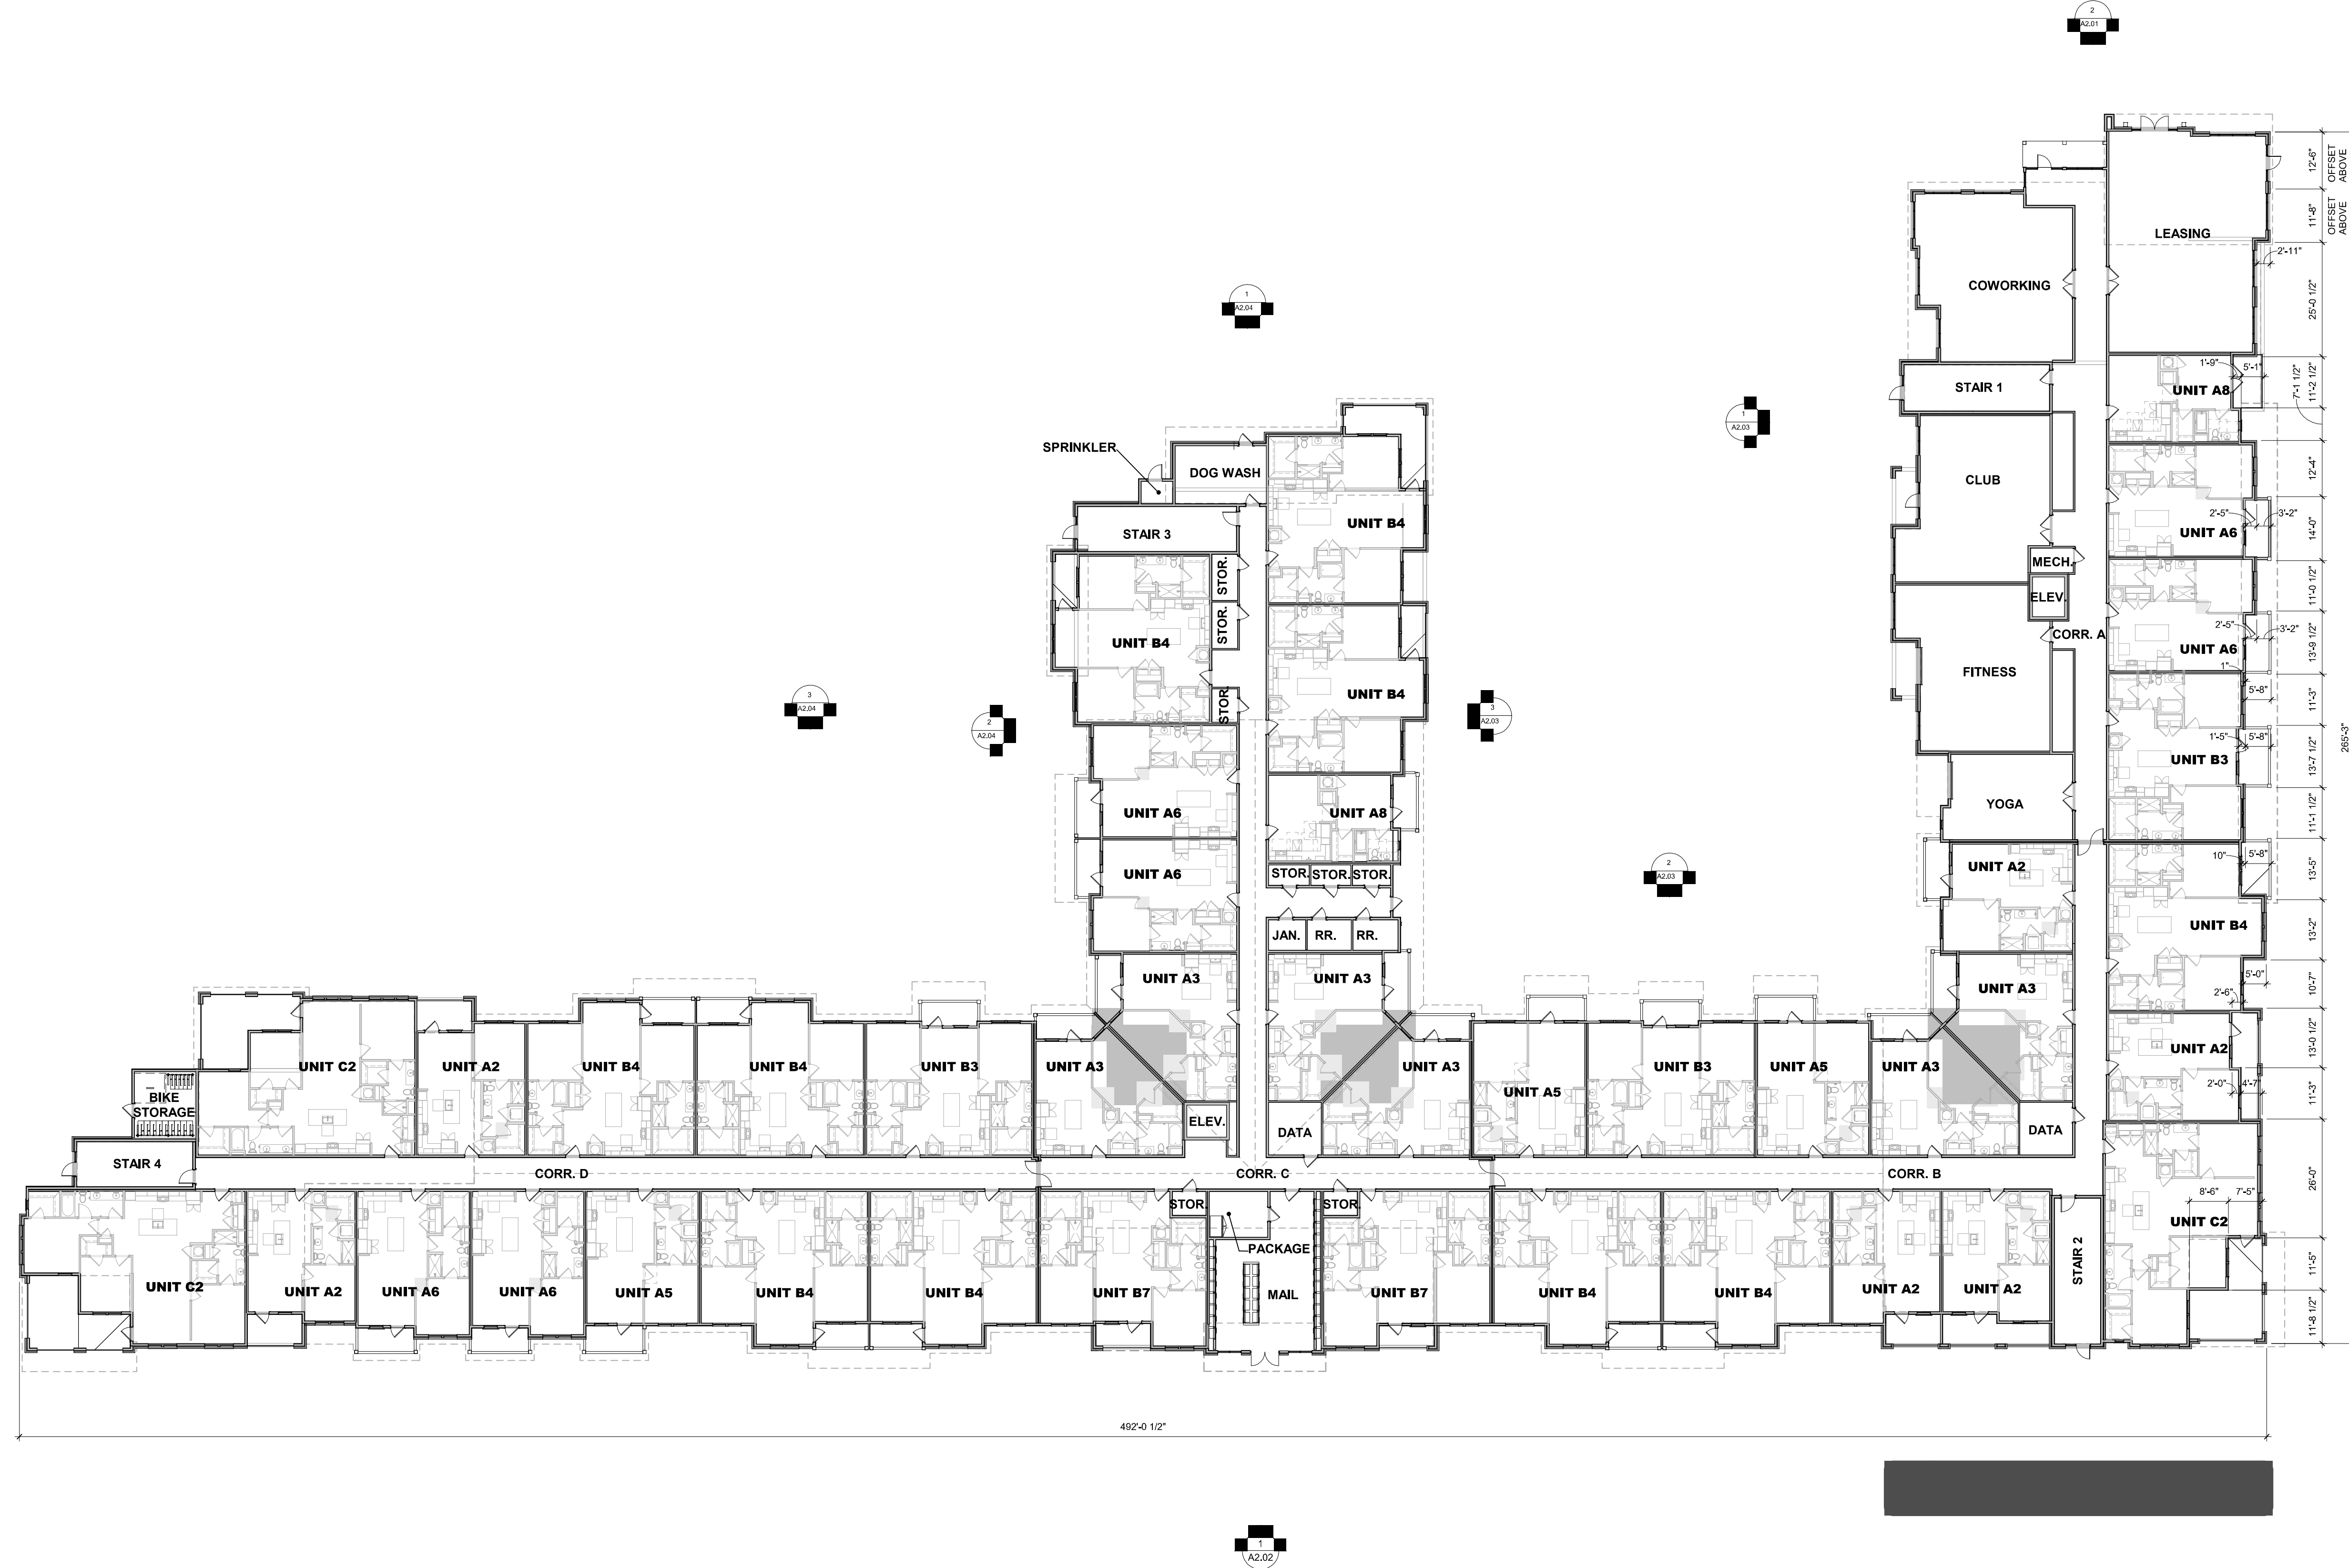 2
A2.01
12'-6"
OFFSET
ABOVE
11'-8"
OFFSET
ABOVE
LEASING
2'-11"
COWORKING
25'-0 1/2"
1
A2.04
STAIR 1
1'-9"
5'-1"
UNIT A8
11'-2 1/2"
7'-1 1/2"
1
A2.03
SPRINKLER
DOG WASH
CLUB
12'-4"
UNIT B4
2'-5"
3'-2"
UNIT A6
14'-0"
STAIR 3
MECH.
STOR.
ELEV.
11'-0 1/2"
STOR.
UNIT B4
CORR. A
2'-5"
3'-2"
UNIT A6
13'-9 1/2"
1"
FITNESS
UNIT B4
5'-8"
11'-3"
STOR.
3
A2.04
2
A2.04
3
A2.03
1'-5"
5'-8"
265'-3"
UNIT B3
13'-7 1/2"
UNIT A6
UNIT A8
YOGA
11'-1 1/2"
UNIT A6
STOR.
STOR.
STOR.
2
A2.03
UNIT A2
10"
5'-8"
13'-5"
JAN.
RR.
RR.
UNIT B4
13'-2"
UNIT A3
UNIT A3
UNIT A3
5'-0"
2'-6"
10'-7"
UNIT C2
UNIT A2
UNIT B4
UNIT B4
UNIT B3
UNIT A3
UNIT A3
UNIT A5
UNIT B3
UNIT A5
UNIT A3
UNIT A2
13'-0 1/2"
2'-0"
4'-7"
11'-3"
BIKE
STORAGE
ELEV.
DATA
DATA
STAIR 4
CORR. D
CORR. C
CORR. B
STOR.
STOR.
8'-6"
7'-5"
26'-0"
UNIT C2
PACKAGE
STAIR 2
UNIT C2
UNIT A2
UNIT A6
UNIT A6
UNIT A5
UNIT B4
UNIT B4
UNIT B7
MAIL
UNIT B7
UNIT B4
UNIT B4
UNIT A2
UNIT A2
11'-5"
11'-8 1/2"
492'-0 1/2"
1
A2.02